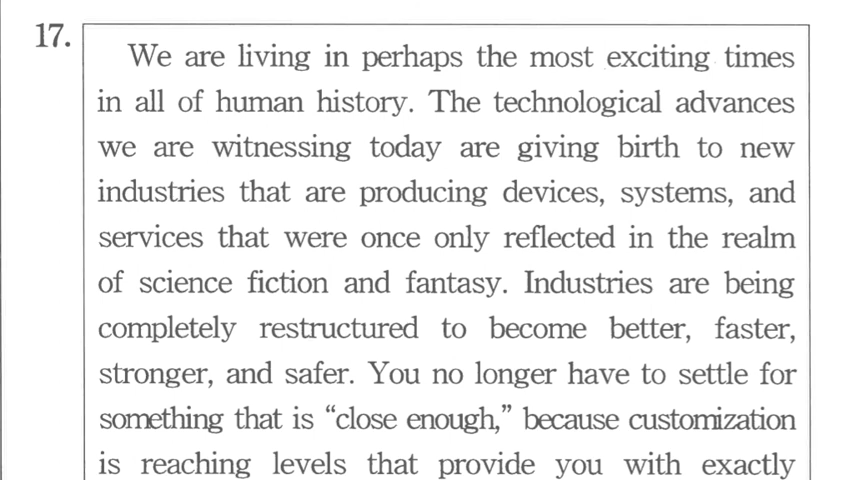 17.
We are living in perhaps the most exciting times
in all of human history. The technological advances
we are witnessing today are giving birth to new
industries that are producing devices, systems, and
services that were once only reflected in the realm
of science fiction and fantasy. Industries are being
completely restructured to become better, faster,
stronger, and safer. You no longer have to settle for
something that is “close enough,” because customization
is reaching levels that provide you with exactly